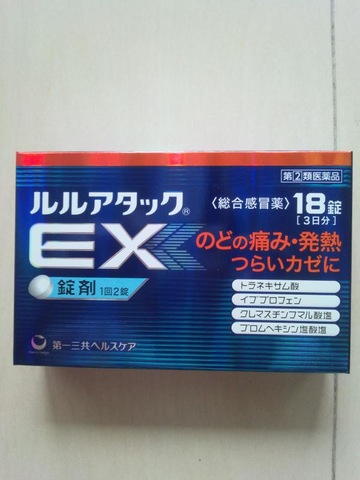 第②類医薬品
ルルアタック®
EX
〈総合感冒薬〉18錠
[3日分]
のどの痛み・発熱
つらいカゼに
錠剤 1回2錠
トラネキサム酸
イブプロフェン
クレマスチンフマル酸塩
ブロムヘキシン塩酸塩
第一三共ヘルスケア